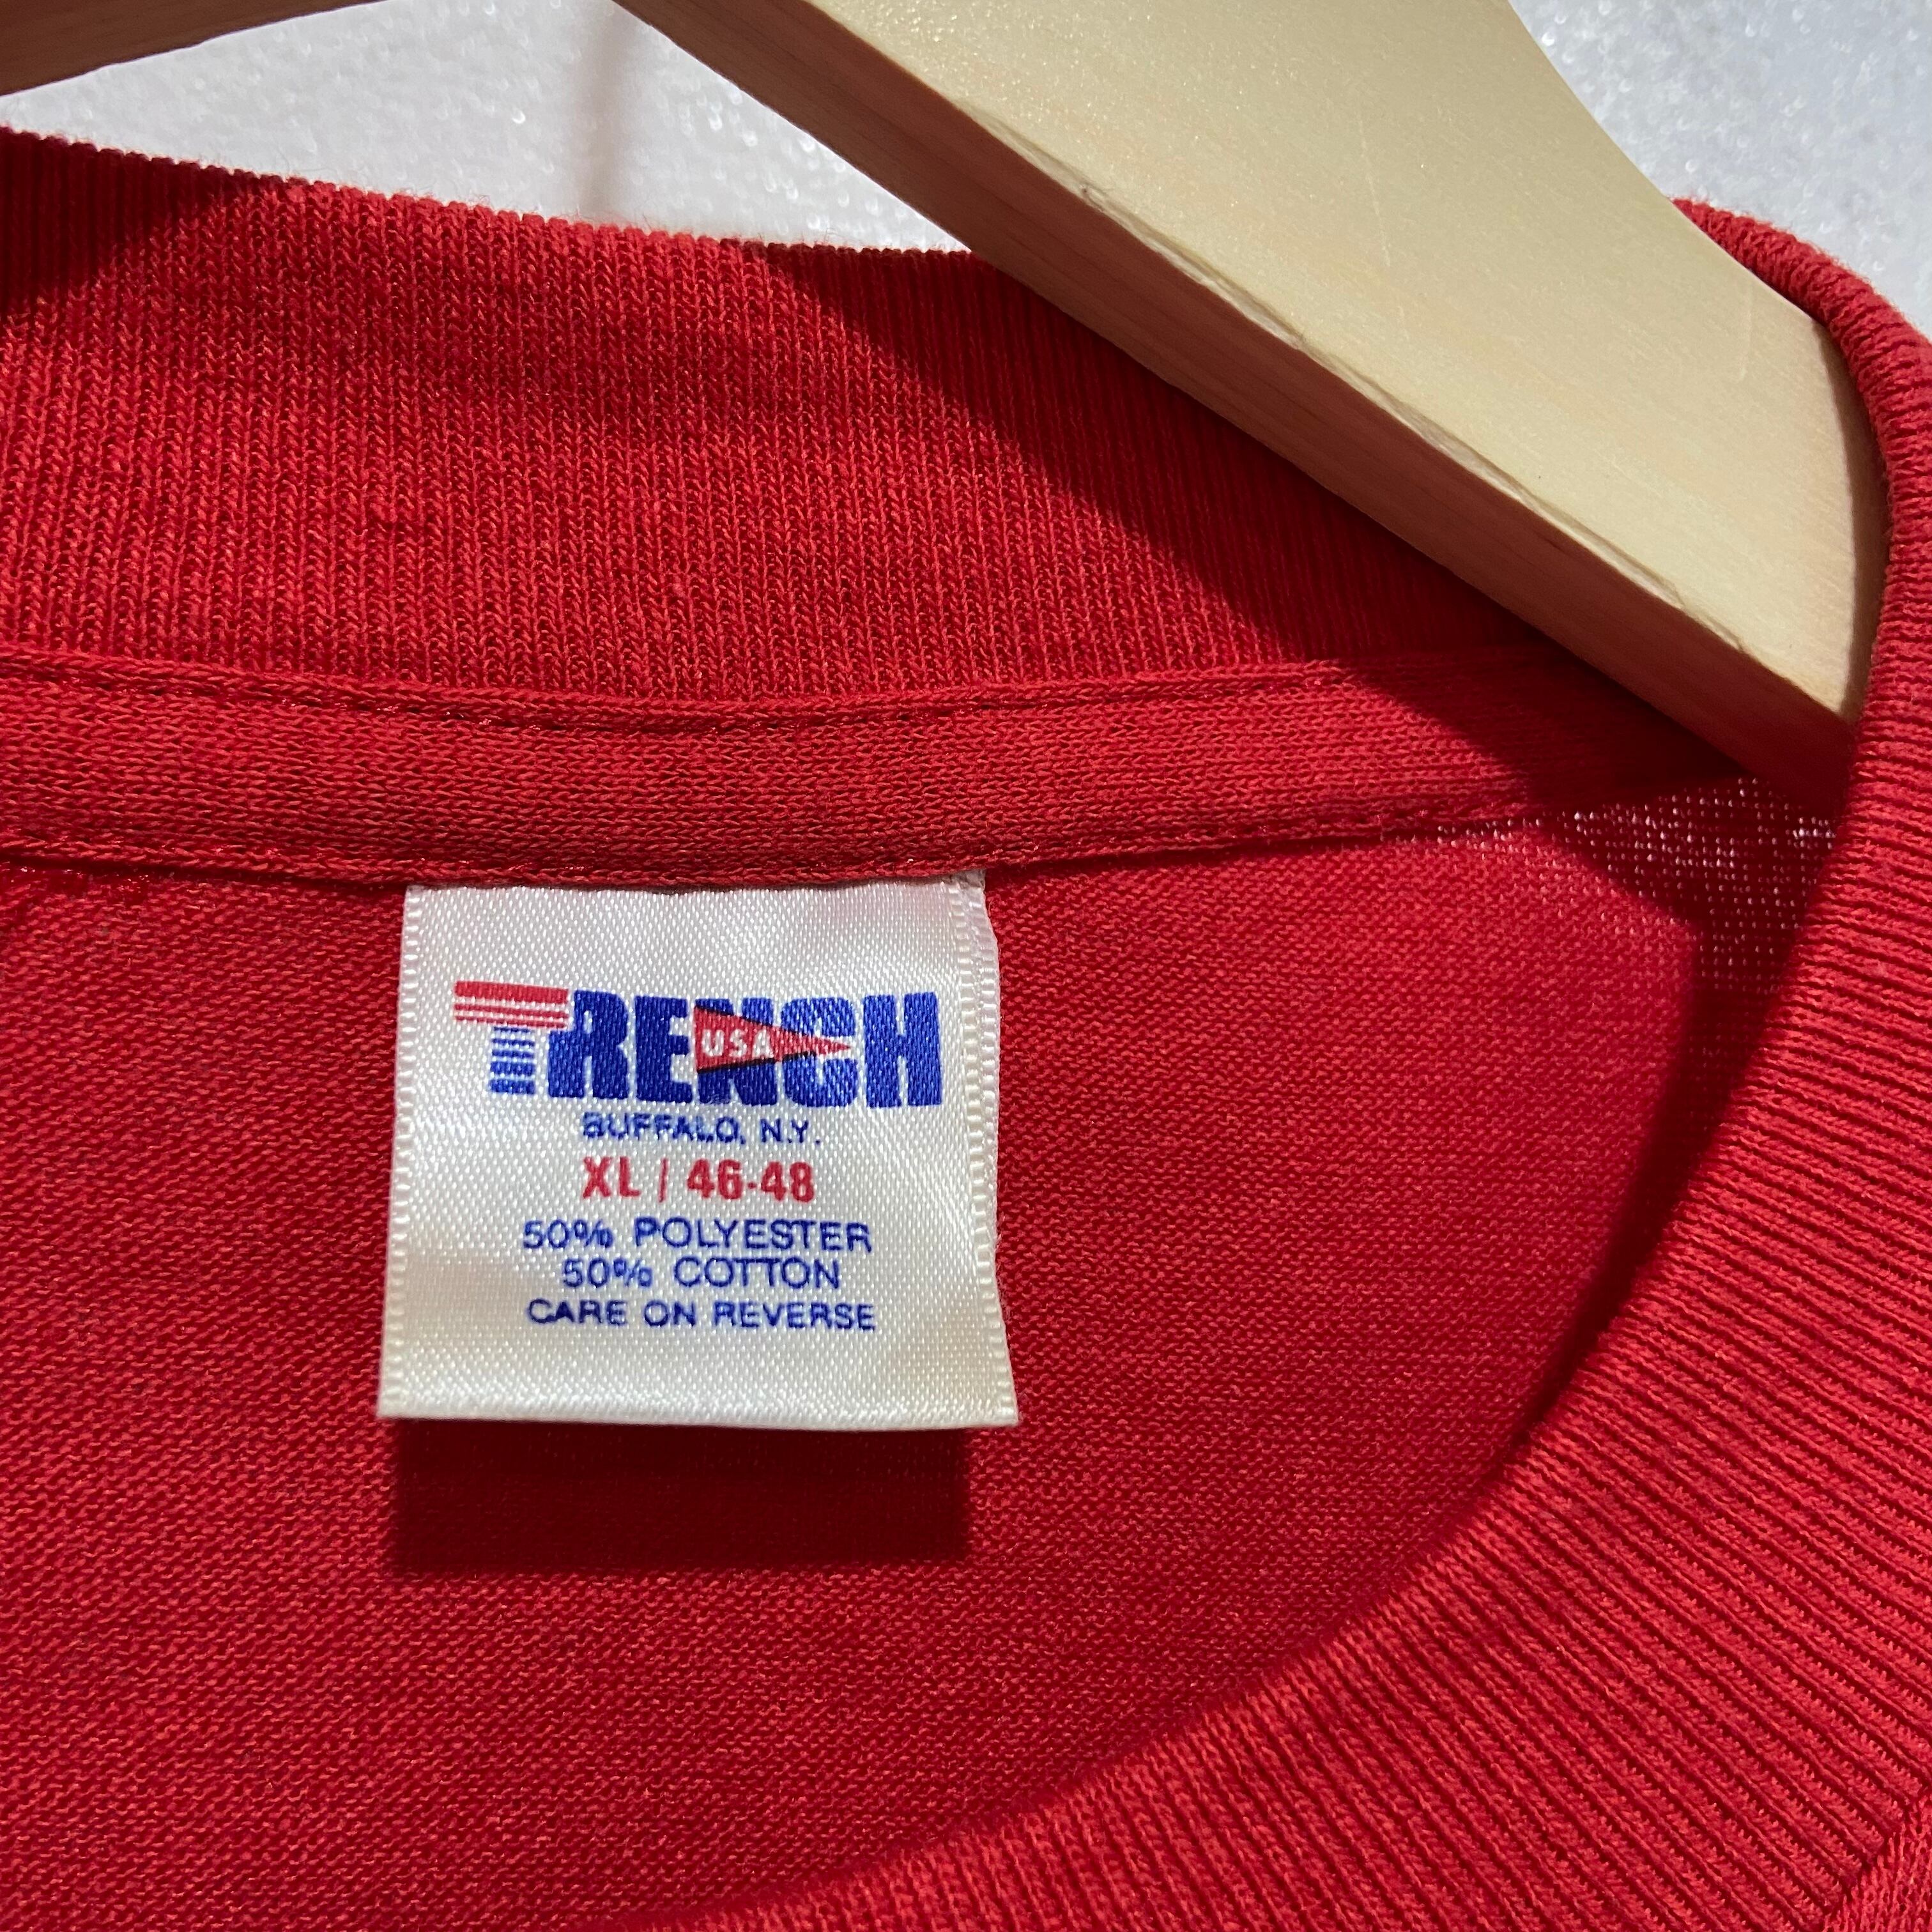 TRENCH
USA
BUFFALO, N.Y.
XL / 46-48
50% POLYESTER
50% COTTON
CARE ON REVERSE